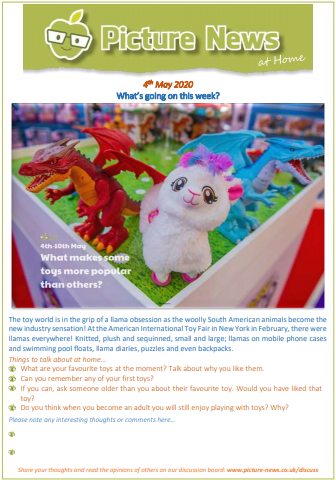 Picture News
at Home
4th May 2020
What's going on this week?
4th-10th May
What makes some
toys more popular
than others?
The toy world is in the grip of a llama obsession as the woolly South American animals become the
new industry sensation! At the American International Toy Fair in New York in February, there were
llamas everywhere! Knitted, plush and sequinned, small and large; llamas on mobile phone cases
and swimming pool floats, llama diaries, puzzles and even backpacks.
Things to talk about at home...
What are your favourite toys at the moment? Talk about why you like them.
Can you remember any of your first toys?
If you can, ask someone older than you about their favourite toy. Would you have liked that
toy?
Do you think when you become an adult you will still enjoy playing with toys? Why?
Please note any interesting thoughts or comments here...
Share your thoughts and read the opinions of others on our discussion board: www.picture-news.co.uk/discuss